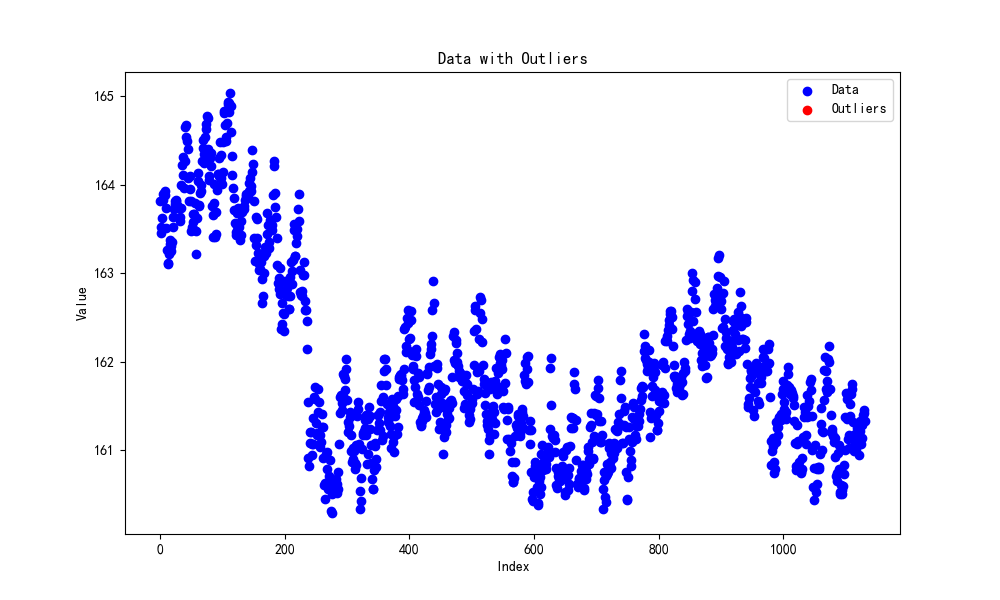 Data with Outliers
Data
Outliers
165
164
163
162
161
Value
0
200
400
600
800
1000
Index